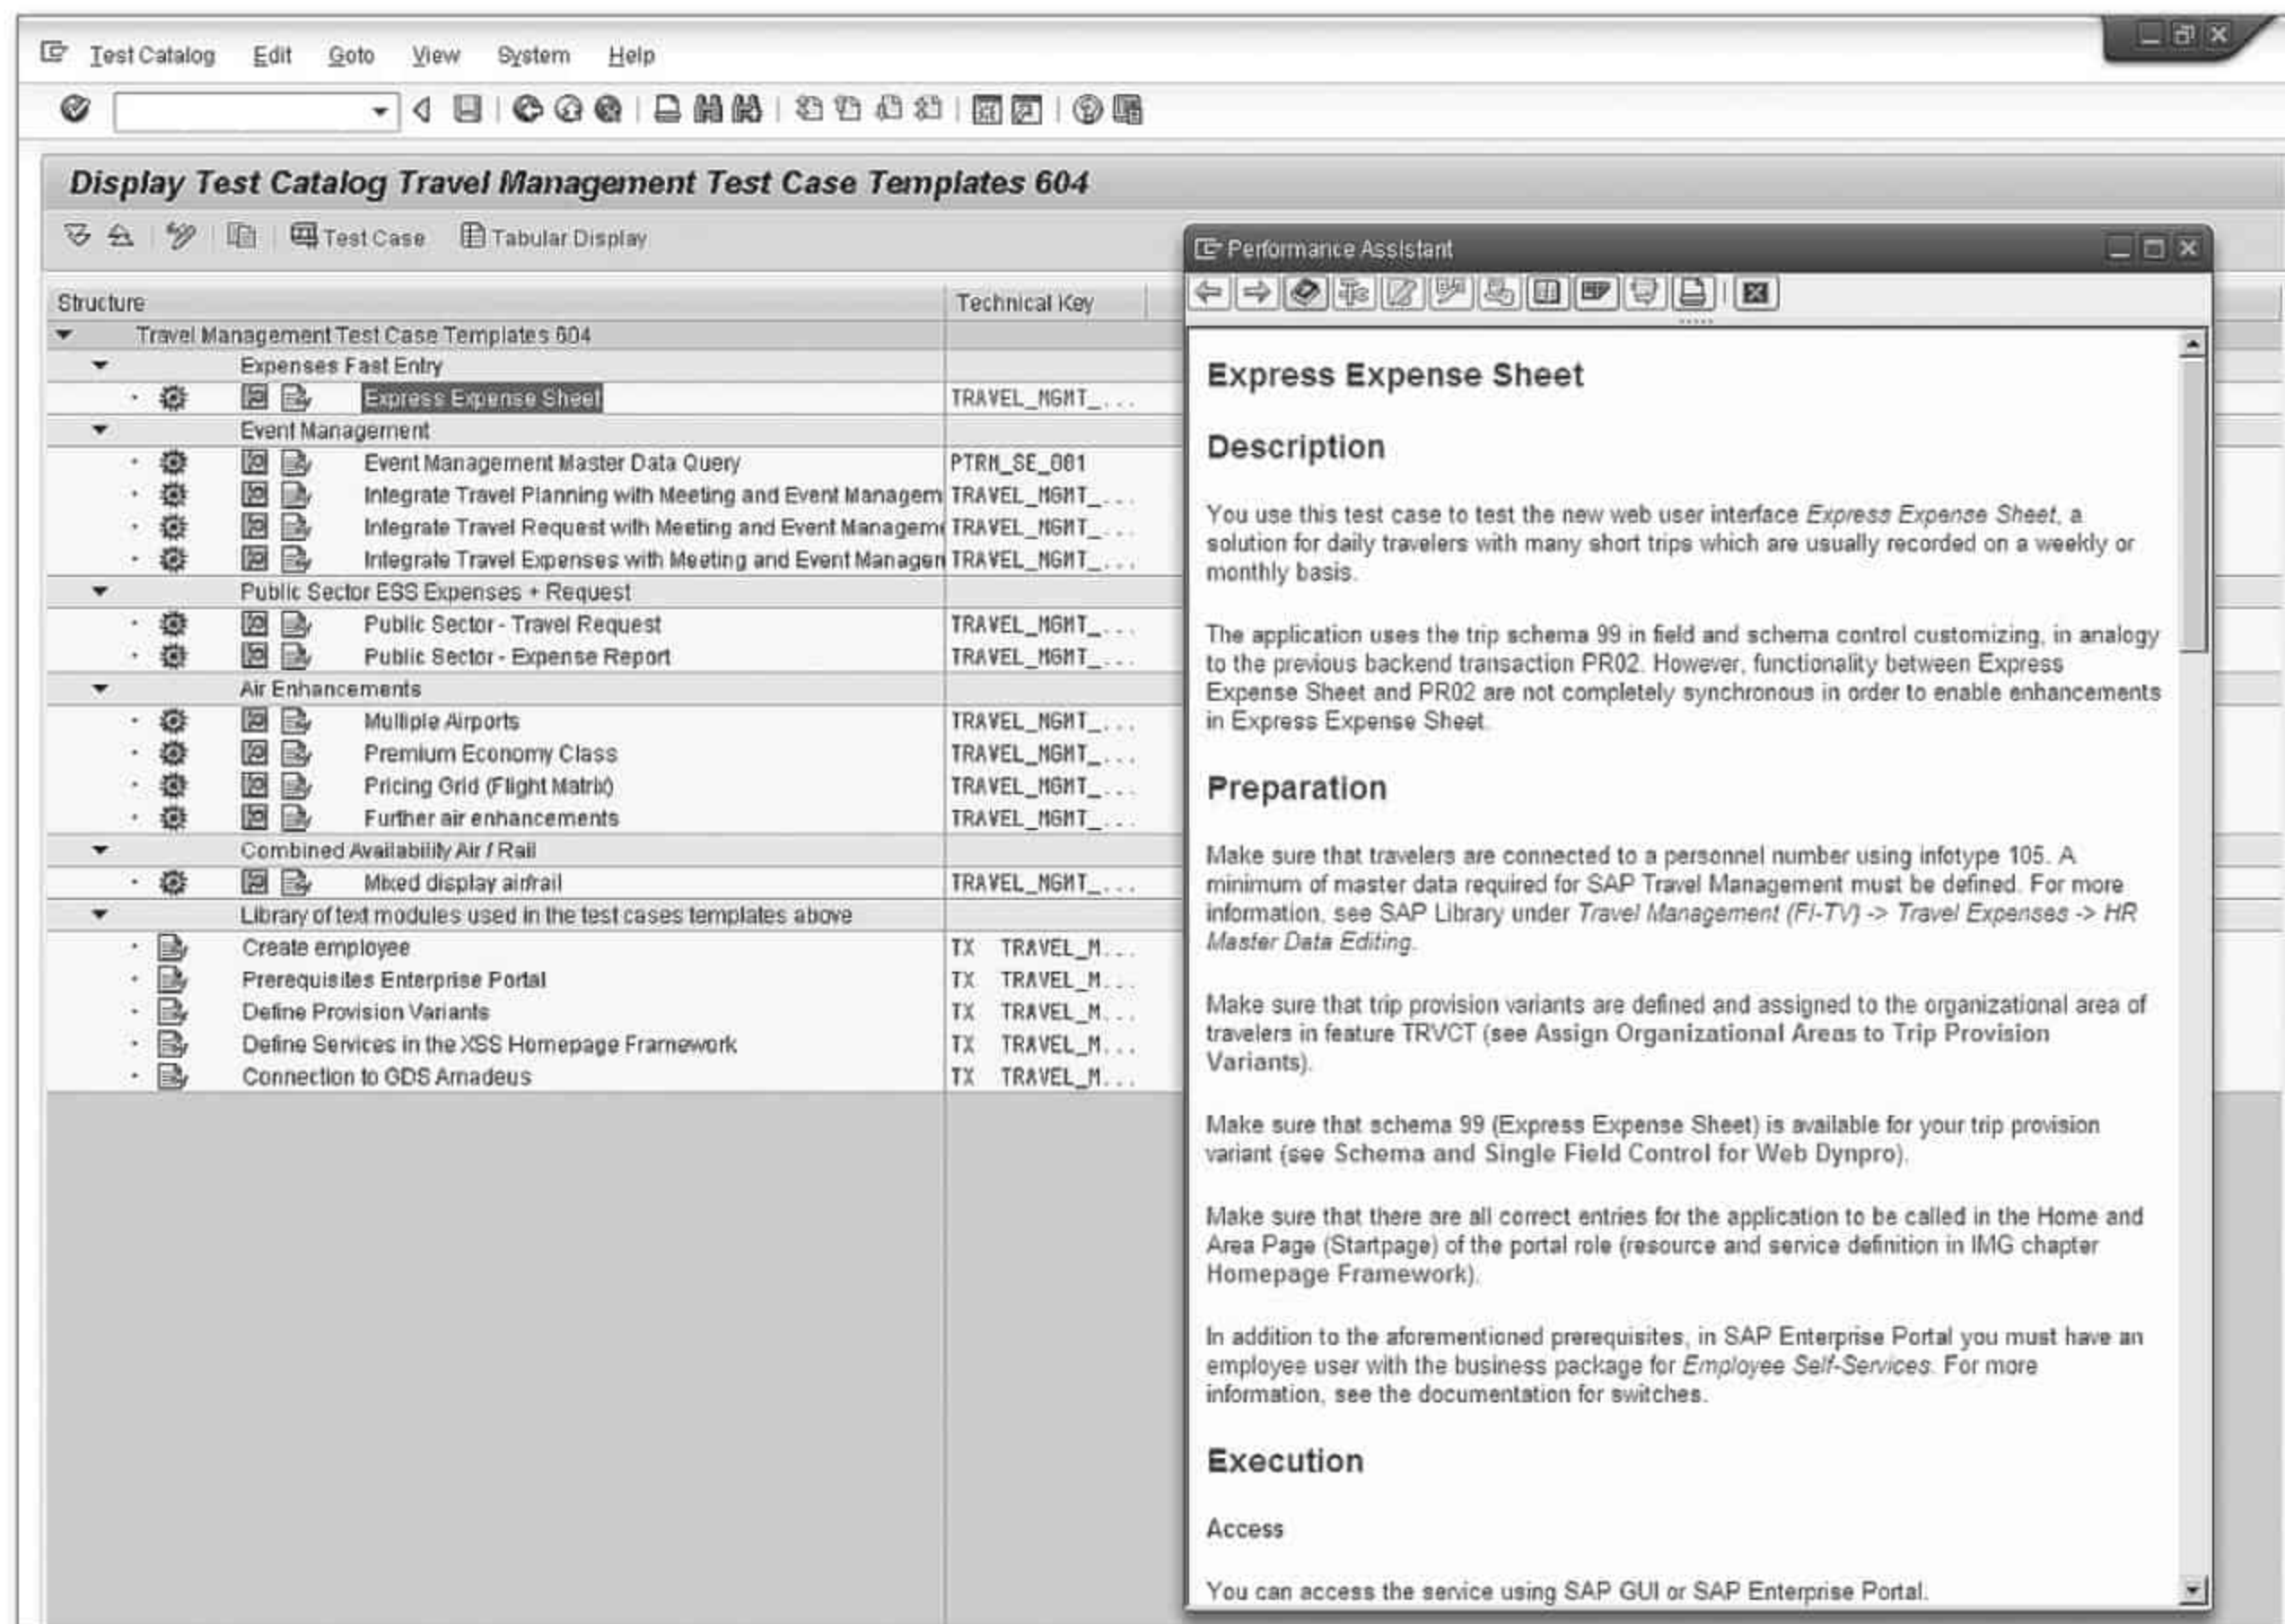 Test Catalog Edit Goto View System Help
Display Test Catalog Travel Management Test Case Templates 604
Test Case Tabular Display
Structure Technical Key
Travel Management Test Case Templates 604
Expenses Fast Entry
Express Expense Sheet TRAVEL_MGMT_...
Event Management
Event Management Master Data Query PTRM_SE_001
Integrate Travel Planning with Meeting and Event Managem TRAVEL_MGMT_...
Integrate Travel Request with Meeting and Event Manageme TRAVEL_MGMT_...
Integrate Travel Expenses with Meeting and Event Managen TRAVEL_MGMT_...
Public Sector ESS Expenses + Request
Public Sector - Travel Request TRAVEL_MGMT_...
Public Sector - Expense Report TRAVEL_MGMT_...
Air Enhancements
Multiple Airports TRAVEL_MGMT_...
Premium Economy Class TRAVEL_MGMT_...
Pricing Grid (Flight Matrix) TRAVEL_MGMT_...
Further air enhancements TRAVEL_MGMT_...
Combined Availability Air / Rail
Mixed display air/rail TRAVEL_MGMT_...
Library of text modules used in the test cases templates above
Create employee TX TRAVEL_M...
Prerequisites Enterprise Portal TX TRAVEL_M...
Define Provision Variants TX TRAVEL_M...
Define Services in the XSS Homepage Framework TX TRAVEL_M...
Connection to GDS Amadeus TX TRAVEL_M...
Performance Assistant
Express Expense Sheet
Description
You use this test case to test the new web user interface Express Expense Sheet, a
solution for daily travelers with many short trips which are usually recorded on a weekly or
monthly basis.
The application uses the trip schema 99 in field and schema control customizing, in analogy
to the previous backend transaction PR02. However, functionality between Express
Expense Sheet and PR02 are not completely synchronous in order to enable enhancements
in Express Expense Sheet.
Preparation
Make sure that travelers are connected to a personnel number using infotype 105. A
minimum of master data required for SAP Travel Management must be defined. For more
information, see SAP Library under Travel Management (FI-TV) -> Travel Expenses -> HR
Master Data Editing.
Make sure that trip provision variants are defined and assigned to the organizational area of
travelers in feature TRVCT (see Assign Organizational Areas to Trip Provision
Variants).
Make sure that schema 99 (Express Expense Sheet) is available for your trip provision
variant (see Schema and Single Field Control for Web Dynpro).
Make sure that there are all correct entries for the application to be called in the Home and
Area Page (Startpage) of the portal role (resource and service definition in IMG chapter
Homepage Framework).
In addition to the aforementioned prerequisites, in SAP Enterprise Portal you must have an
employee user with the business package for Employee Self-Services. For more
information, see the documentation for switches.
Execution
Access
You can access the service using SAP GUI or SAP Enterprise Portal.